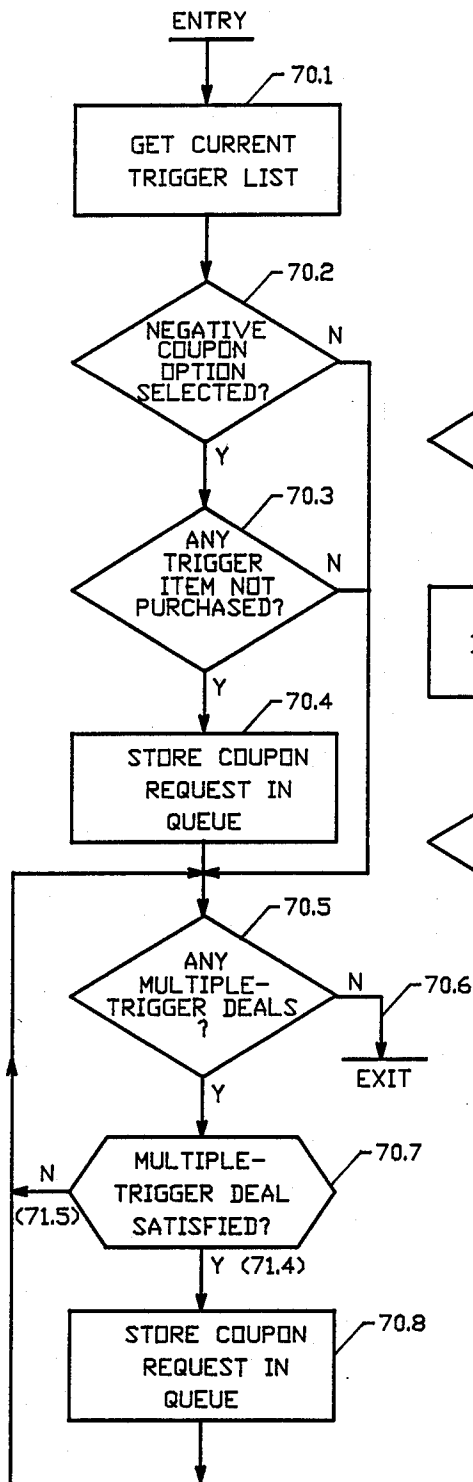 ENTRY
70.1
GET CURRENT
TRIGGER LIST
70.2
NEGATIVE
COUPON
OPTION
SELECTED?
N
Y
70.3
ANY
TRIGGER
ITEM NOT
PURCHASED?
N
Y
70.4
STORE COUPON
REQUEST IN
QUEUE
70.5
ANY
MULTIPLE-
TRIGGER DEALS
?
N
70.6
EXIT
Y
70.7
MULTIPLE-
TRIGGER DEAL
SATISFIED?
N
(71.5)
Y (71.4)
70.8
STORE COUPON
REQUEST IN
QUEUE